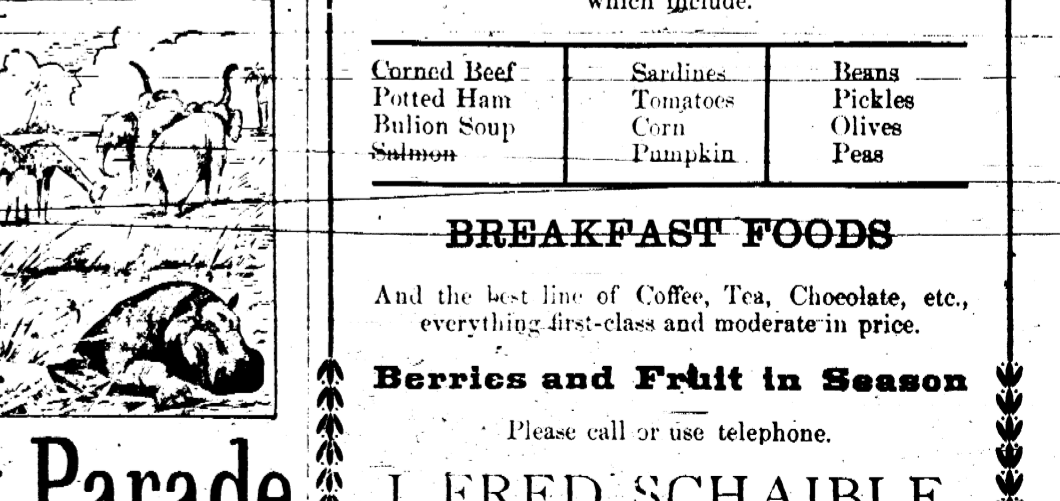 which include.
Corned Beef Sardines Beans
Potted Ham Tomatoes Pickles
Bulion Soup Corn Olives
Salmon Pumpkin Peas
BREAKFAST FOODS
And the best line of Coffee, Tea, Chocolate, etc.,
everything first-class and moderate in price.
Berries and Fruit in Season
Please call or use telephone.
Parade
J. FRED SCHAIBLE